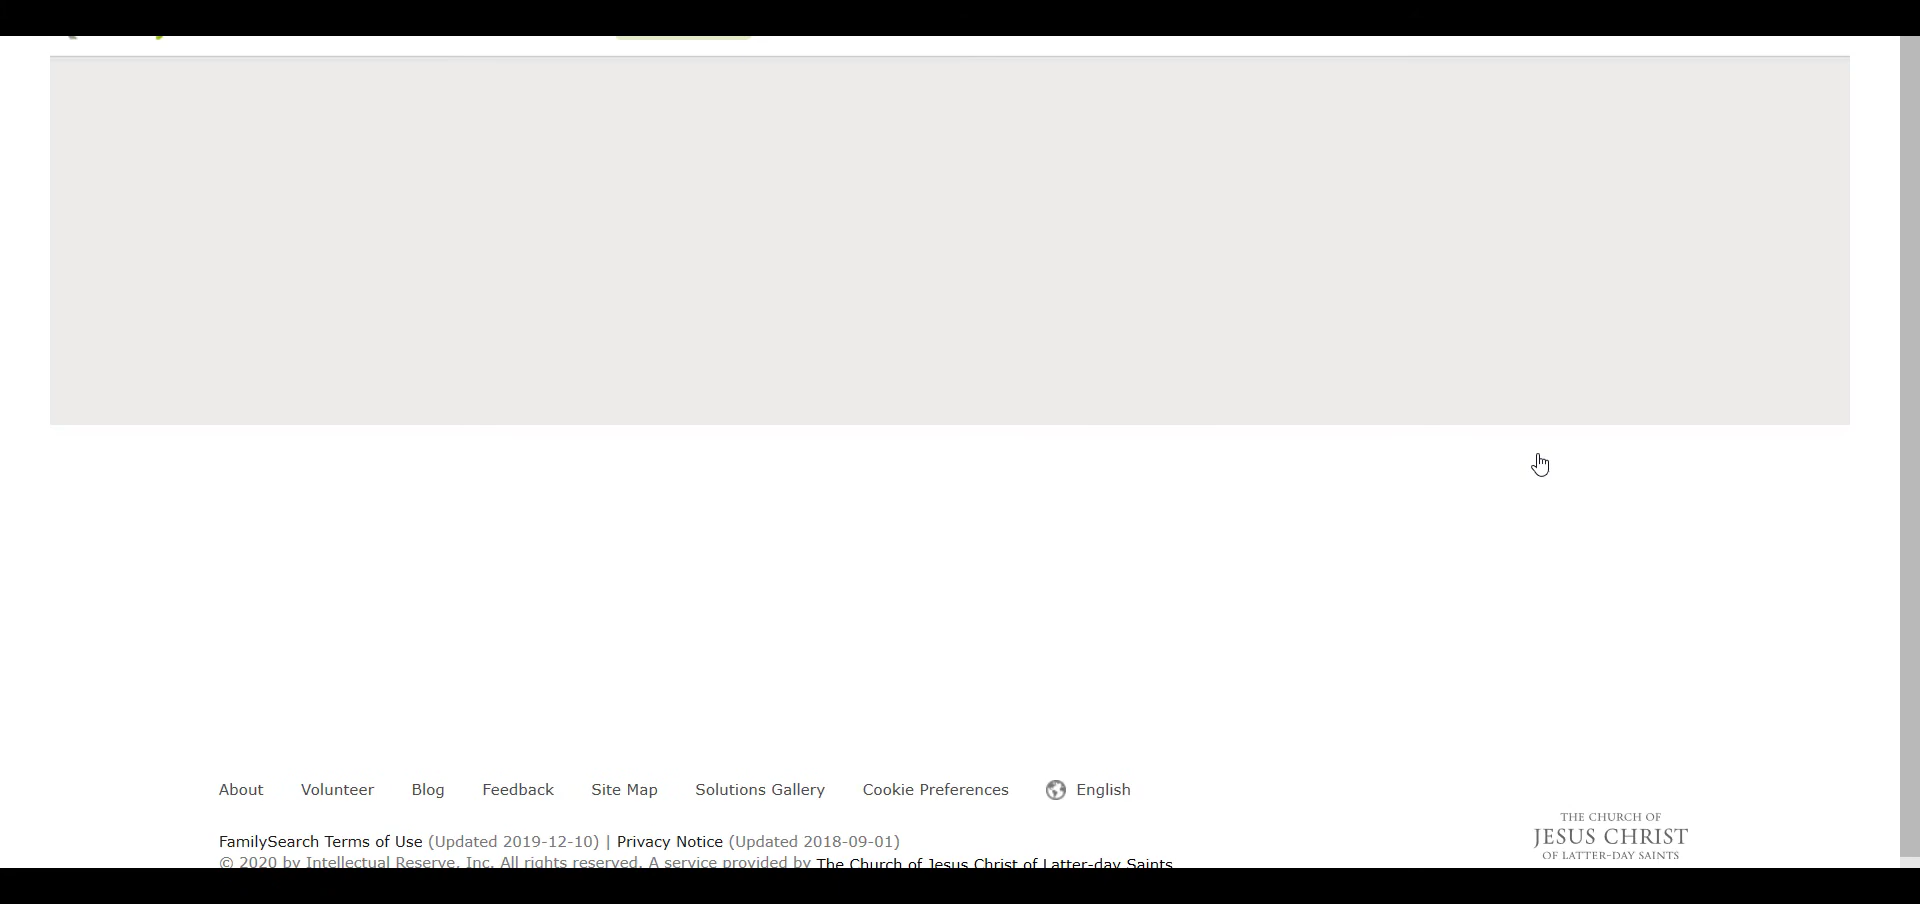 About Volunteer Blog Feedback Site Map Solutions Gallery Cookie Preferences English
FamilySearch Terms of Use (Updated 2019-12-10) | Privacy Notice (Updated 2018-09-01)
© 2020 by Intellectual Reserve, Inc. All rights reserved. A service provided by The Church of Jesus Christ of Latter-day Saints
THE CHURCH OF
JESUS CHRIST
OF LATTER-DAY SAINTS